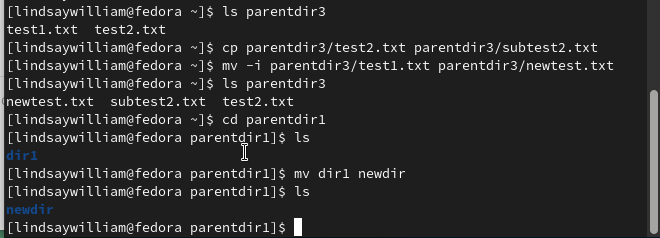 [lindsaywilliam@fedora ~]$ ls parentdir3
test1.txt  test2.txt
[lindsaywilliam@fedora ~]$ cp parentdir3/test2.txt parentdir3/subtest2.txt
[lindsaywilliam@fedora ~]$ mv -i parentdir3/test1.txt parentdir3/newtest.txt
[lindsaywilliam@fedora ~]$ ls parentdir3
newtest.txt  subtest2.txt  test2.txt
[lindsaywilliam@fedora ~]$ cd parentdir1
[lindsaywilliam@fedora parentdir1]$ ls
dir1
[lindsaywilliam@fedora parentdir1]$ mv dir1 newdir
[lindsaywilliam@fedora parentdir1]$ ls
newdir
[lindsaywilliam@fedora parentdir1]$